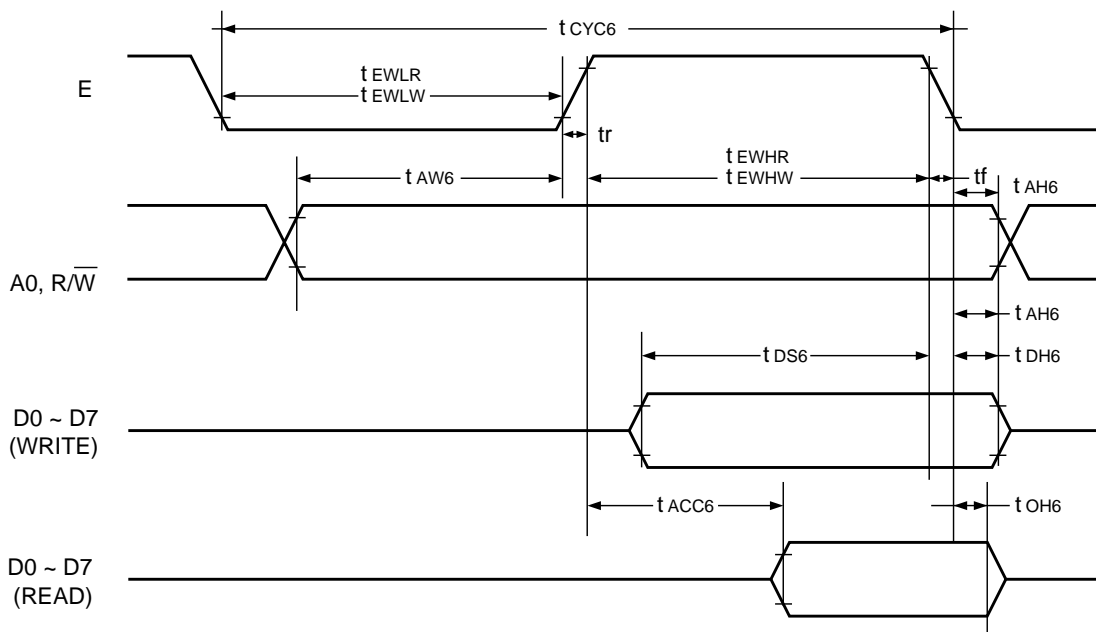 t CYC6
E
t EWLR
t EWLW
tr
t EWHR
t EWHW
tf
t AW6
t AH6
A0, R/W̅
t AH6
t DS6
t DH6
D0 ~ D7
(WRITE)
t ACC6
t OH6
D0 ~ D7
(READ)